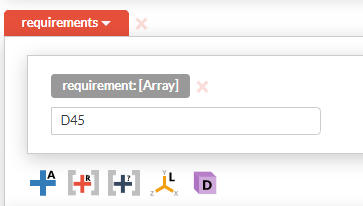 requirements
requirement: [Array]
D45
A
R
?
Y
L
Z
X
D